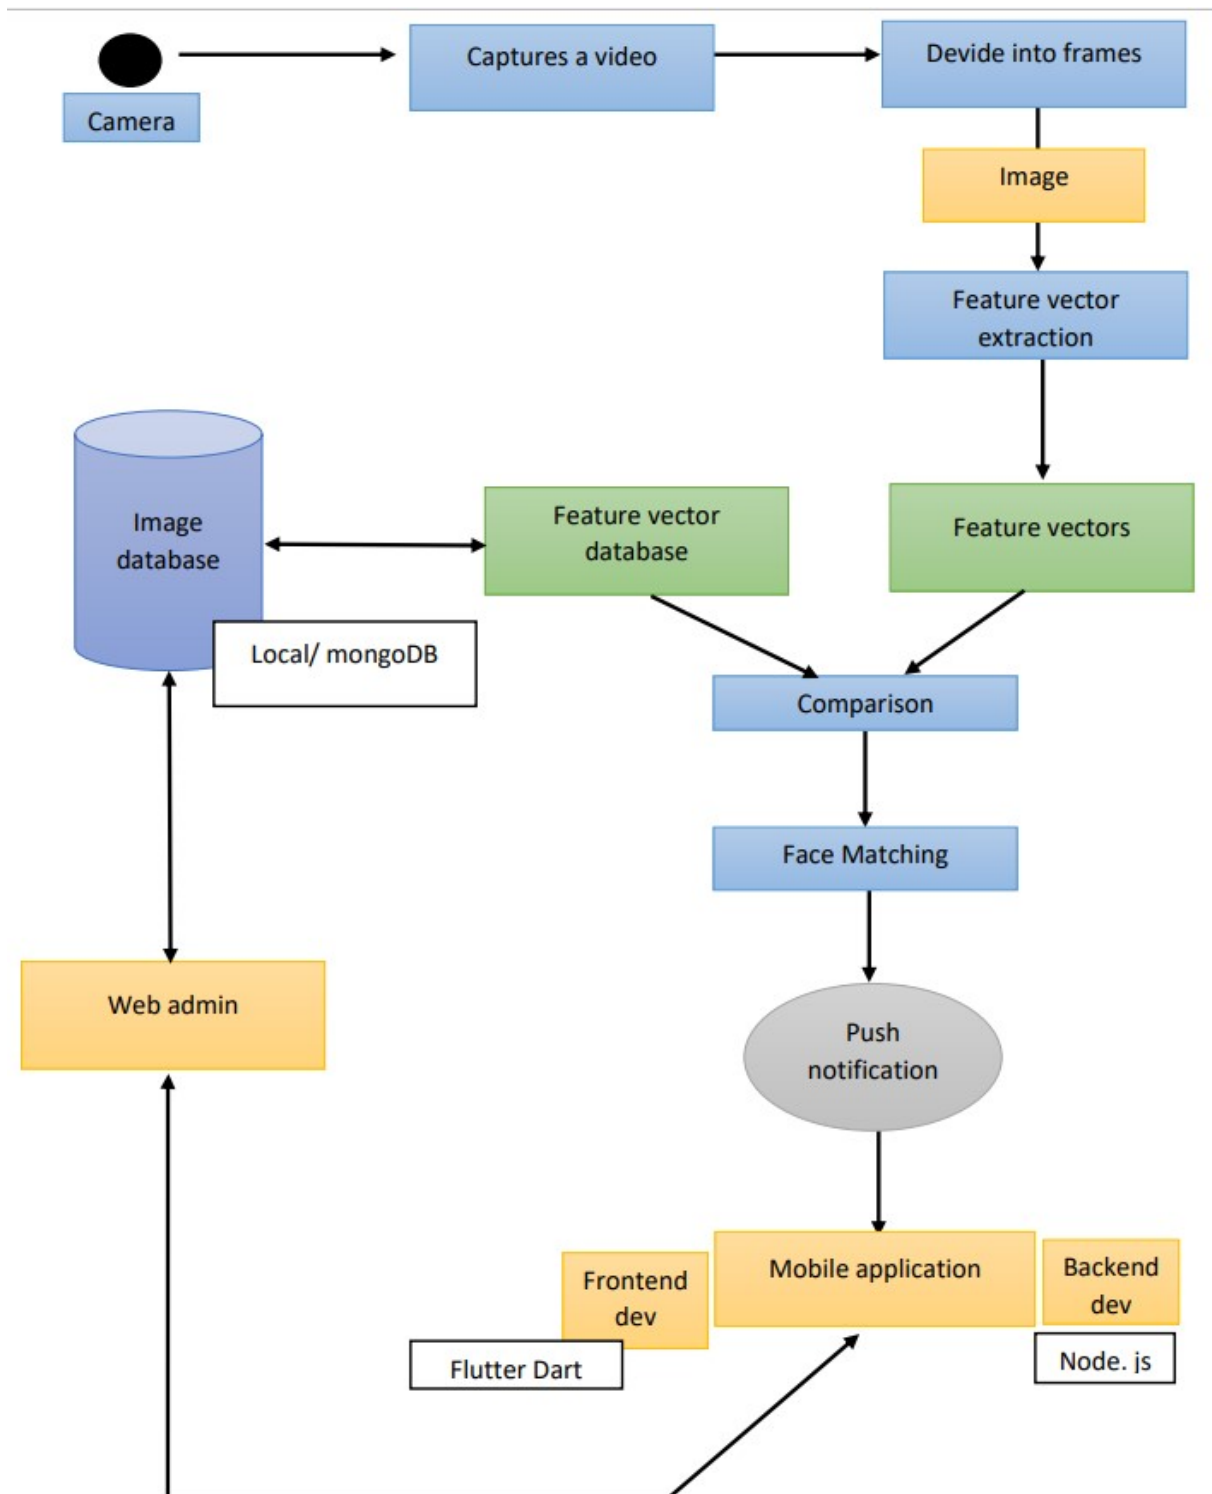 Captures a video
Devide into frames
Camera
Image
Feature vector
extraction
Image
database
Feature vector
database
Feature vectors
Local/ mongoDB
Comparison
Face Matching
Web admin
Push
notification
Frontend
dev
Mobile application
Backend
dev
Flutter Dart
Node. js